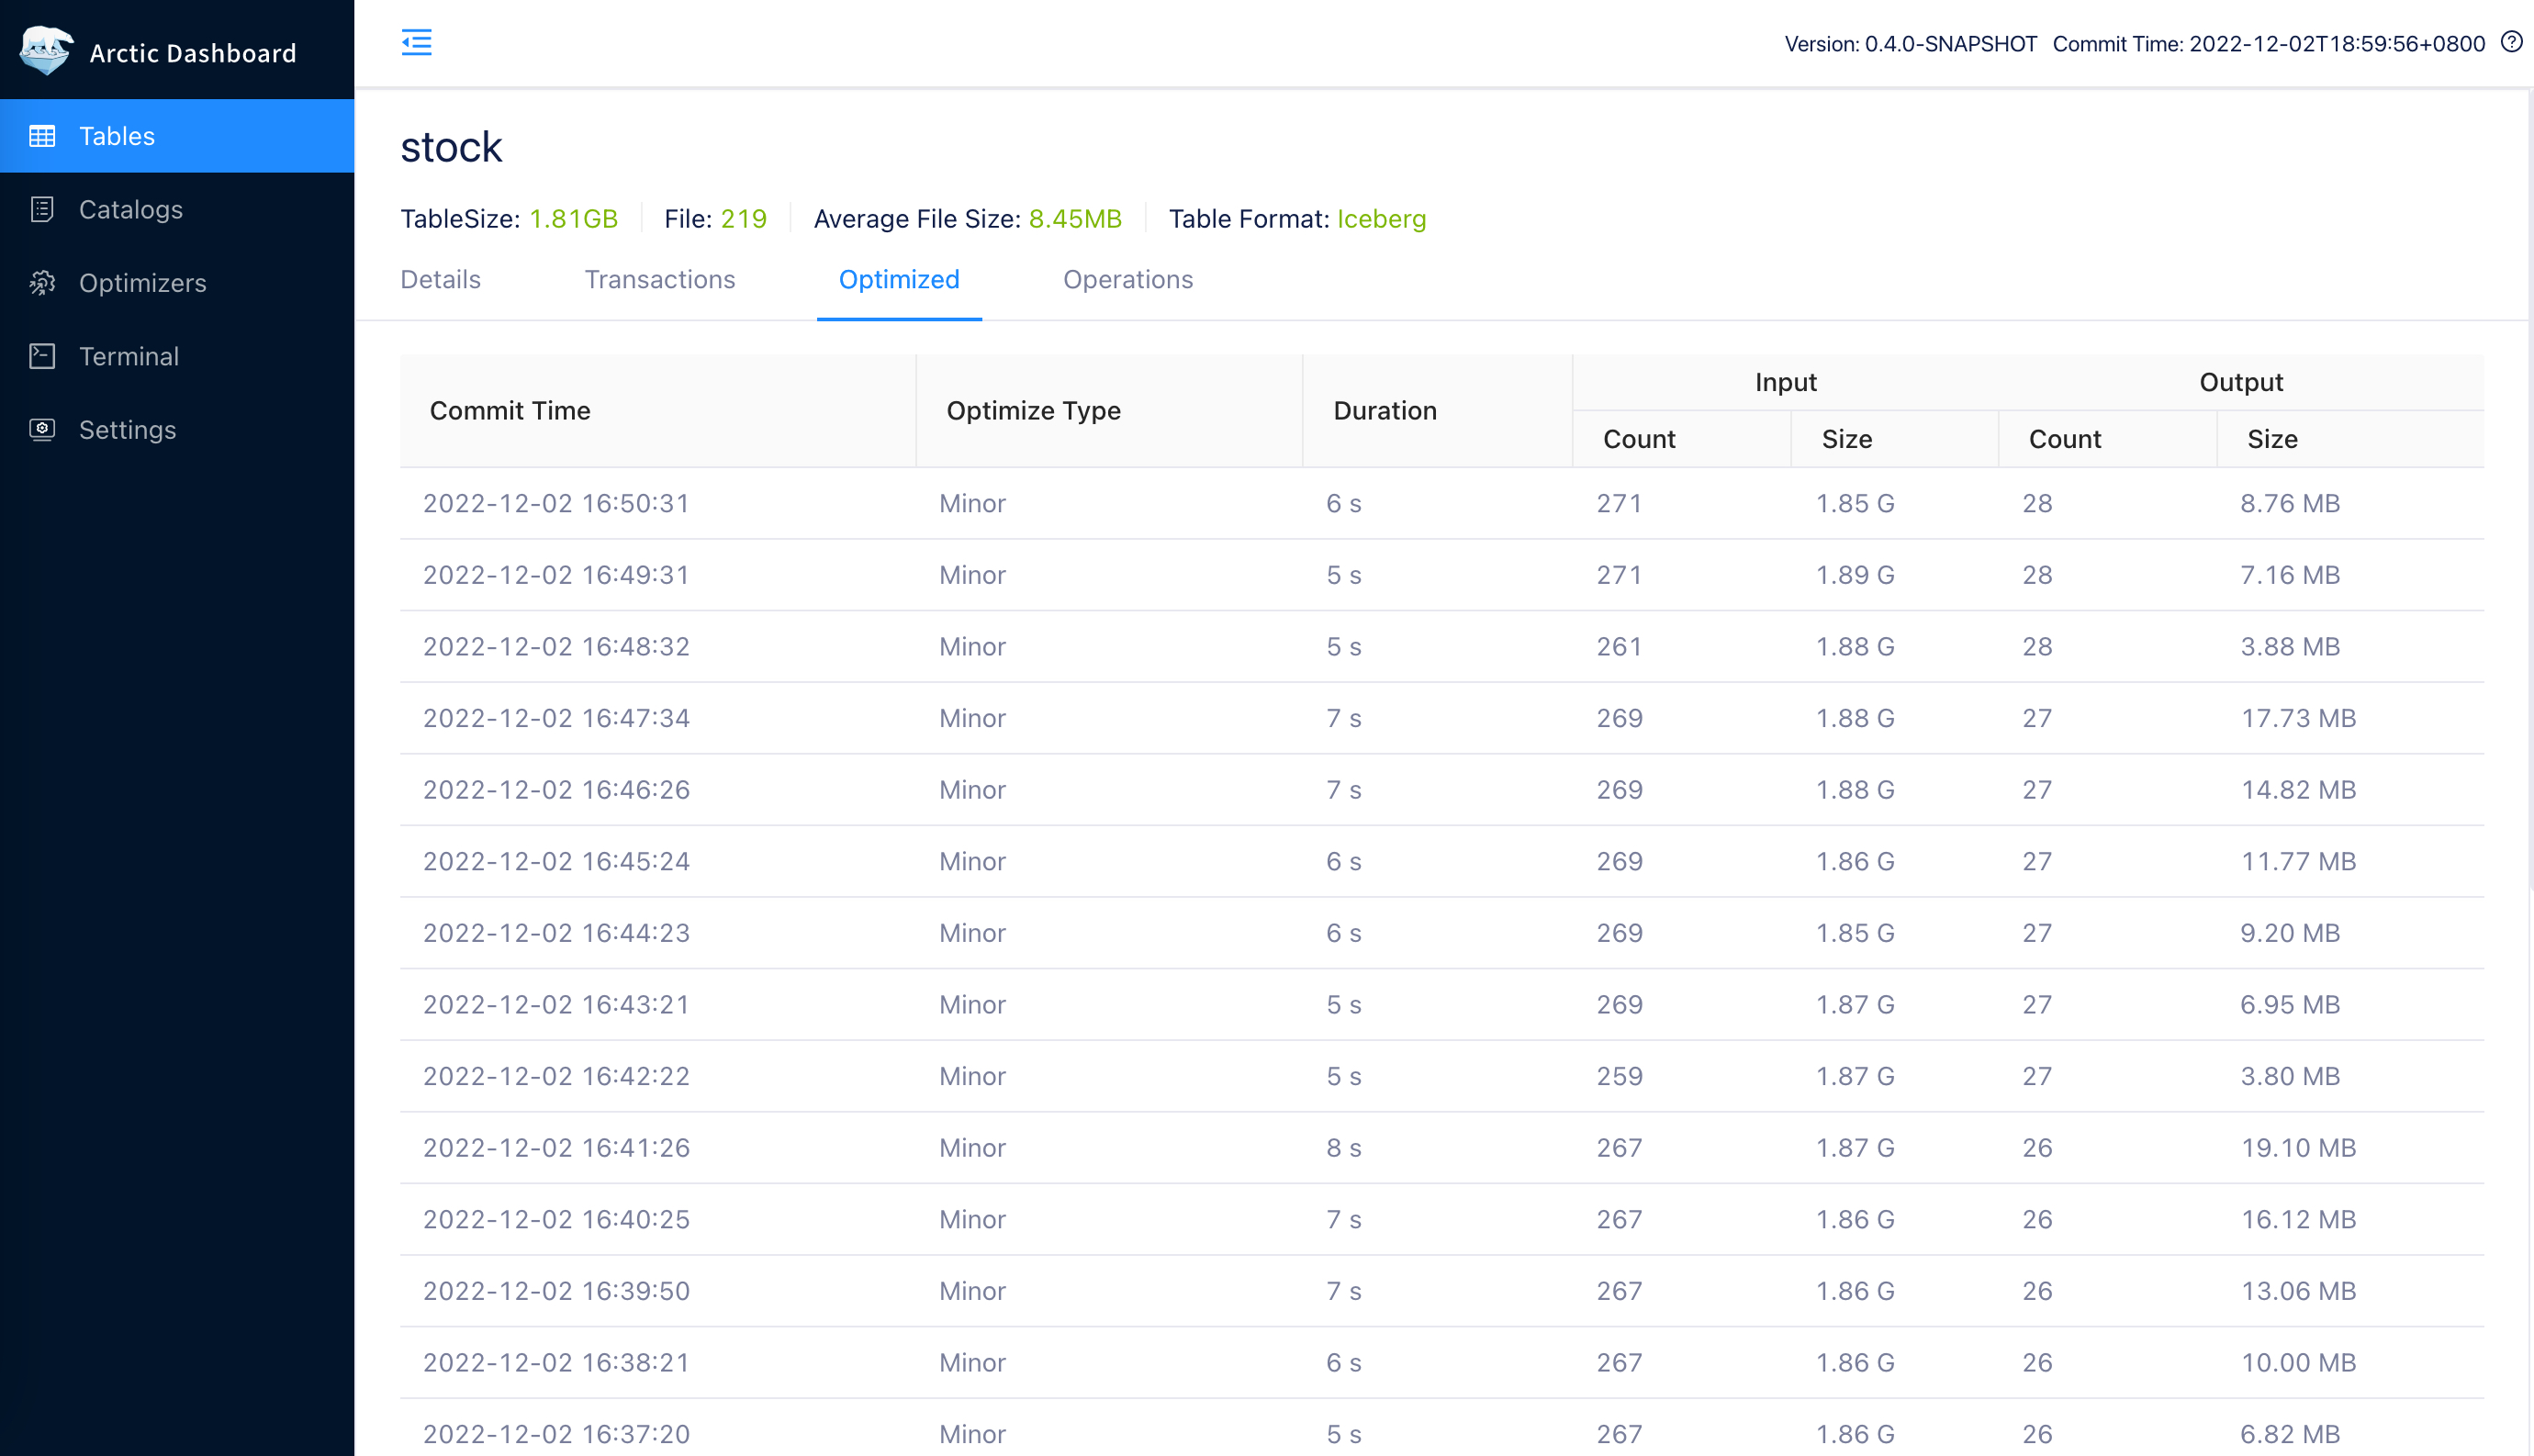 Arctic Dashboard
Version: 0.4.0-SNAPSHOT Commit Time: 2022-12-02T18:59:56+0800
Tables
Catalogs
Optimizers
Terminal
Settings
stock
TableSize: 1.81GB File: 219 Average File Size: 8.45MB Table Format: Iceberg
Details Transactions Optimized Operations
Commit Time Optimize Type Duration Input Output
Count Size Count Size
2022-12-02 16:50:31 Minor 6 s 271 1.85 G 28 8.76 MB
2022-12-02 16:49:31 Minor 5 s 271 1.89 G 28 7.16 MB
2022-12-02 16:48:32 Minor 5 s 261 1.88 G 28 3.88 MB
2022-12-02 16:47:34 Minor 7 s 269 1.88 G 27 17.73 MB
2022-12-02 16:46:26 Minor 7 s 269 1.88 G 27 14.82 MB
2022-12-02 16:45:24 Minor 6 s 269 1.86 G 27 11.77 MB
2022-12-02 16:44:23 Minor 6 s 269 1.85 G 27 9.20 MB
2022-12-02 16:43:21 Minor 5 s 269 1.87 G 27 6.95 MB
2022-12-02 16:42:22 Minor 5 s 259 1.87 G 27 3.80 MB
2022-12-02 16:41:26 Minor 8 s 267 1.87 G 26 19.10 MB
2022-12-02 16:40:25 Minor 7 s 267 1.86 G 26 16.12 MB
2022-12-02 16:39:50 Minor 7 s 267 1.86 G 26 13.06 MB
2022-12-02 16:38:21 Minor 6 s 267 1.86 G 26 10.00 MB
2022-12-02 16:37:20 Minor 5 s 267 1.86 G 26 6.82 MB